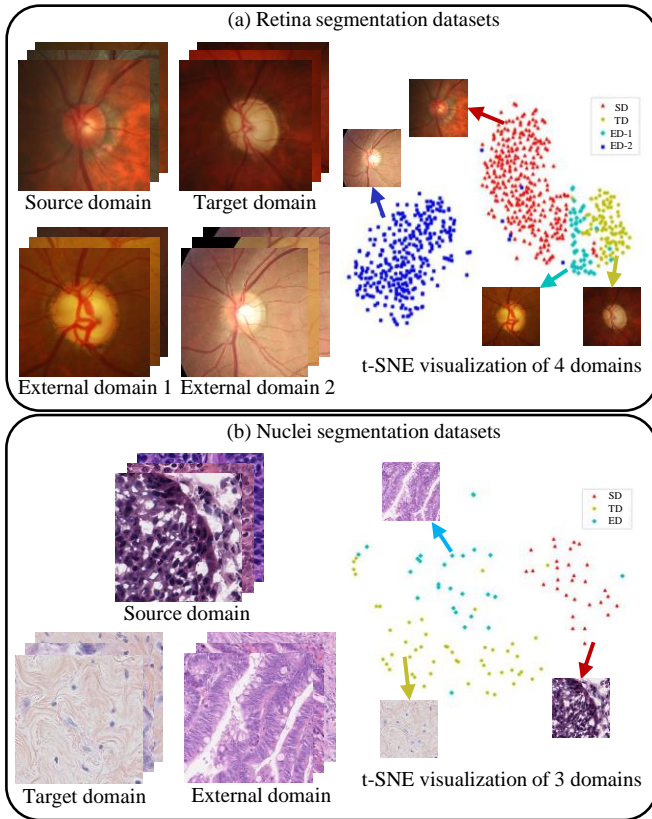 (a) Retina segmentation datasets
Source domain
Target domain
External domain 1
External domain 2
SD
TD
ED-1
ED-2
t-SNE visualization of 4 domains
(b) Nuclei segmentation datasets
Source domain
Target domain
External domain
SD
TD
ED
t-SNE visualization of 3 domains